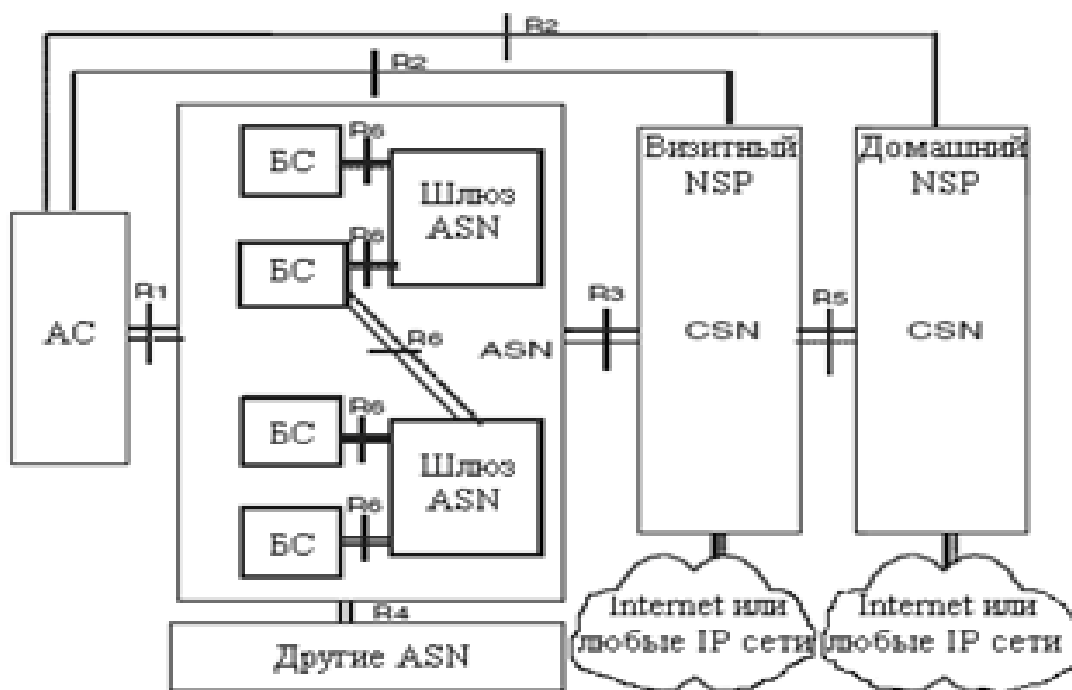 R2
R2
R6
БС
Шлюз
ASN
Визитный
NSP
Домашний
NSP
R6
БС
АС
R1
R6
ASN
R3
CSN
R5
CSN
R6
БС
Шлюз
ASN
R6
БС
R4
Другие ASN
Internet или
любые IP сети
Internet или
любые IP сети